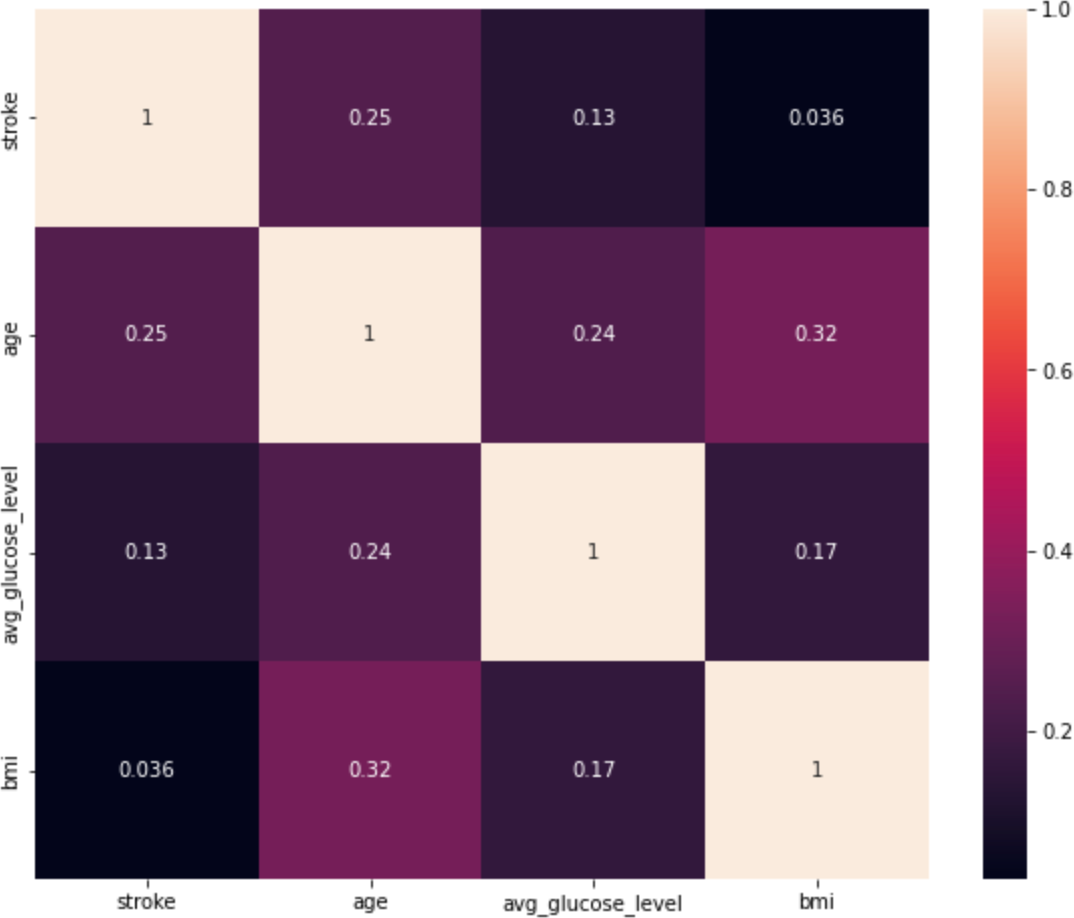 1.0
stroke 1 0.25 0.13 0.036
0.8
age 0.25 1 0.24 0.32
0.6
avg_glucose_level 0.13 0.24 1 0.17
0.4
0.2
bmi 0.036 0.32 0.17 1
stroke age avg_glucose_level bmi